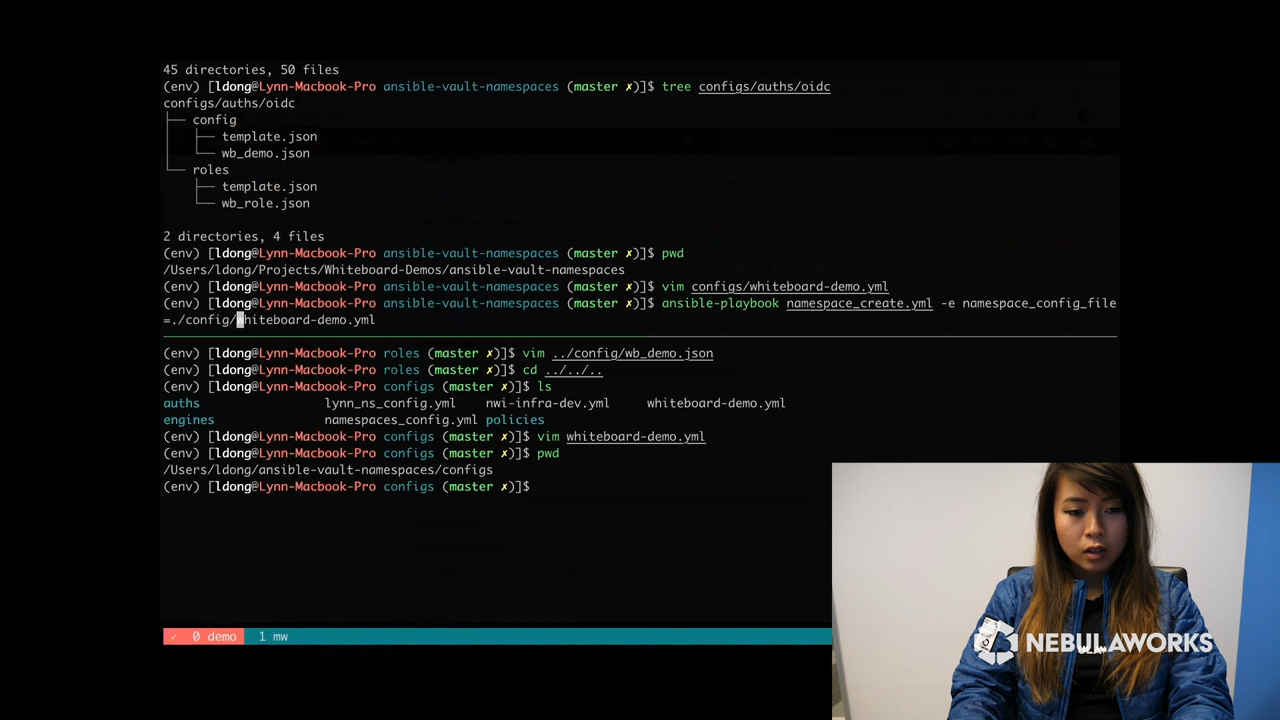 45 directories, 50 files
(env) [ldong@Lynn-Macbook-Pro ansible-vault-namespaces (master ✗)]$ tree configs/auths/oidc
configs/auths/oidc
├── config
│   ├── template.json
│   └── wb_demo.json
└── roles
    ├── template.json
    └── wb_role.json
2 directories, 4 files
(env) [ldong@Lynn-Macbook-Pro ansible-vault-namespaces (master ✗)]$ pwd
/Users/ldong/Projects/Whiteboard-Demos/ansible-vault-namespaces
(env) [ldong@Lynn-Macbook-Pro ansible-vault-namespaces (master ✗)]$ vim configs/whiteboard-demo.yml
(env) [ldong@Lynn-Macbook-Pro ansible-vault-namespaces (master ✗)]$ ansible-playbook namespace_create.yml -e namespace_config_file
=./config/whiteboard-demo.yml
(env) [ldong@Lynn-Macbook-Pro roles (master ✗)]$ vim ../config/wb_demo.json
(env) [ldong@Lynn-Macbook-Pro roles (master ✗)]$ cd ../../..
(env) [ldong@Lynn-Macbook-Pro configs (master ✗)]$ ls
auths lynn_ns_config.yml nwi-infra-dev.yml whiteboard-demo.yml
engines namespaces_config.yml policies
(env) [ldong@Lynn-Macbook-Pro configs (master ✗)]$ vim whiteboard-demo.yml
(env) [ldong@Lynn-Macbook-Pro configs (master ✗)]$ pwd
/Users/ldong/ansible-vault-namespaces/configs
(env) [ldong@Lynn-Macbook-Pro configs (master ✗)]$
✓ 0 demo 1 mw
NEBULAWORKS